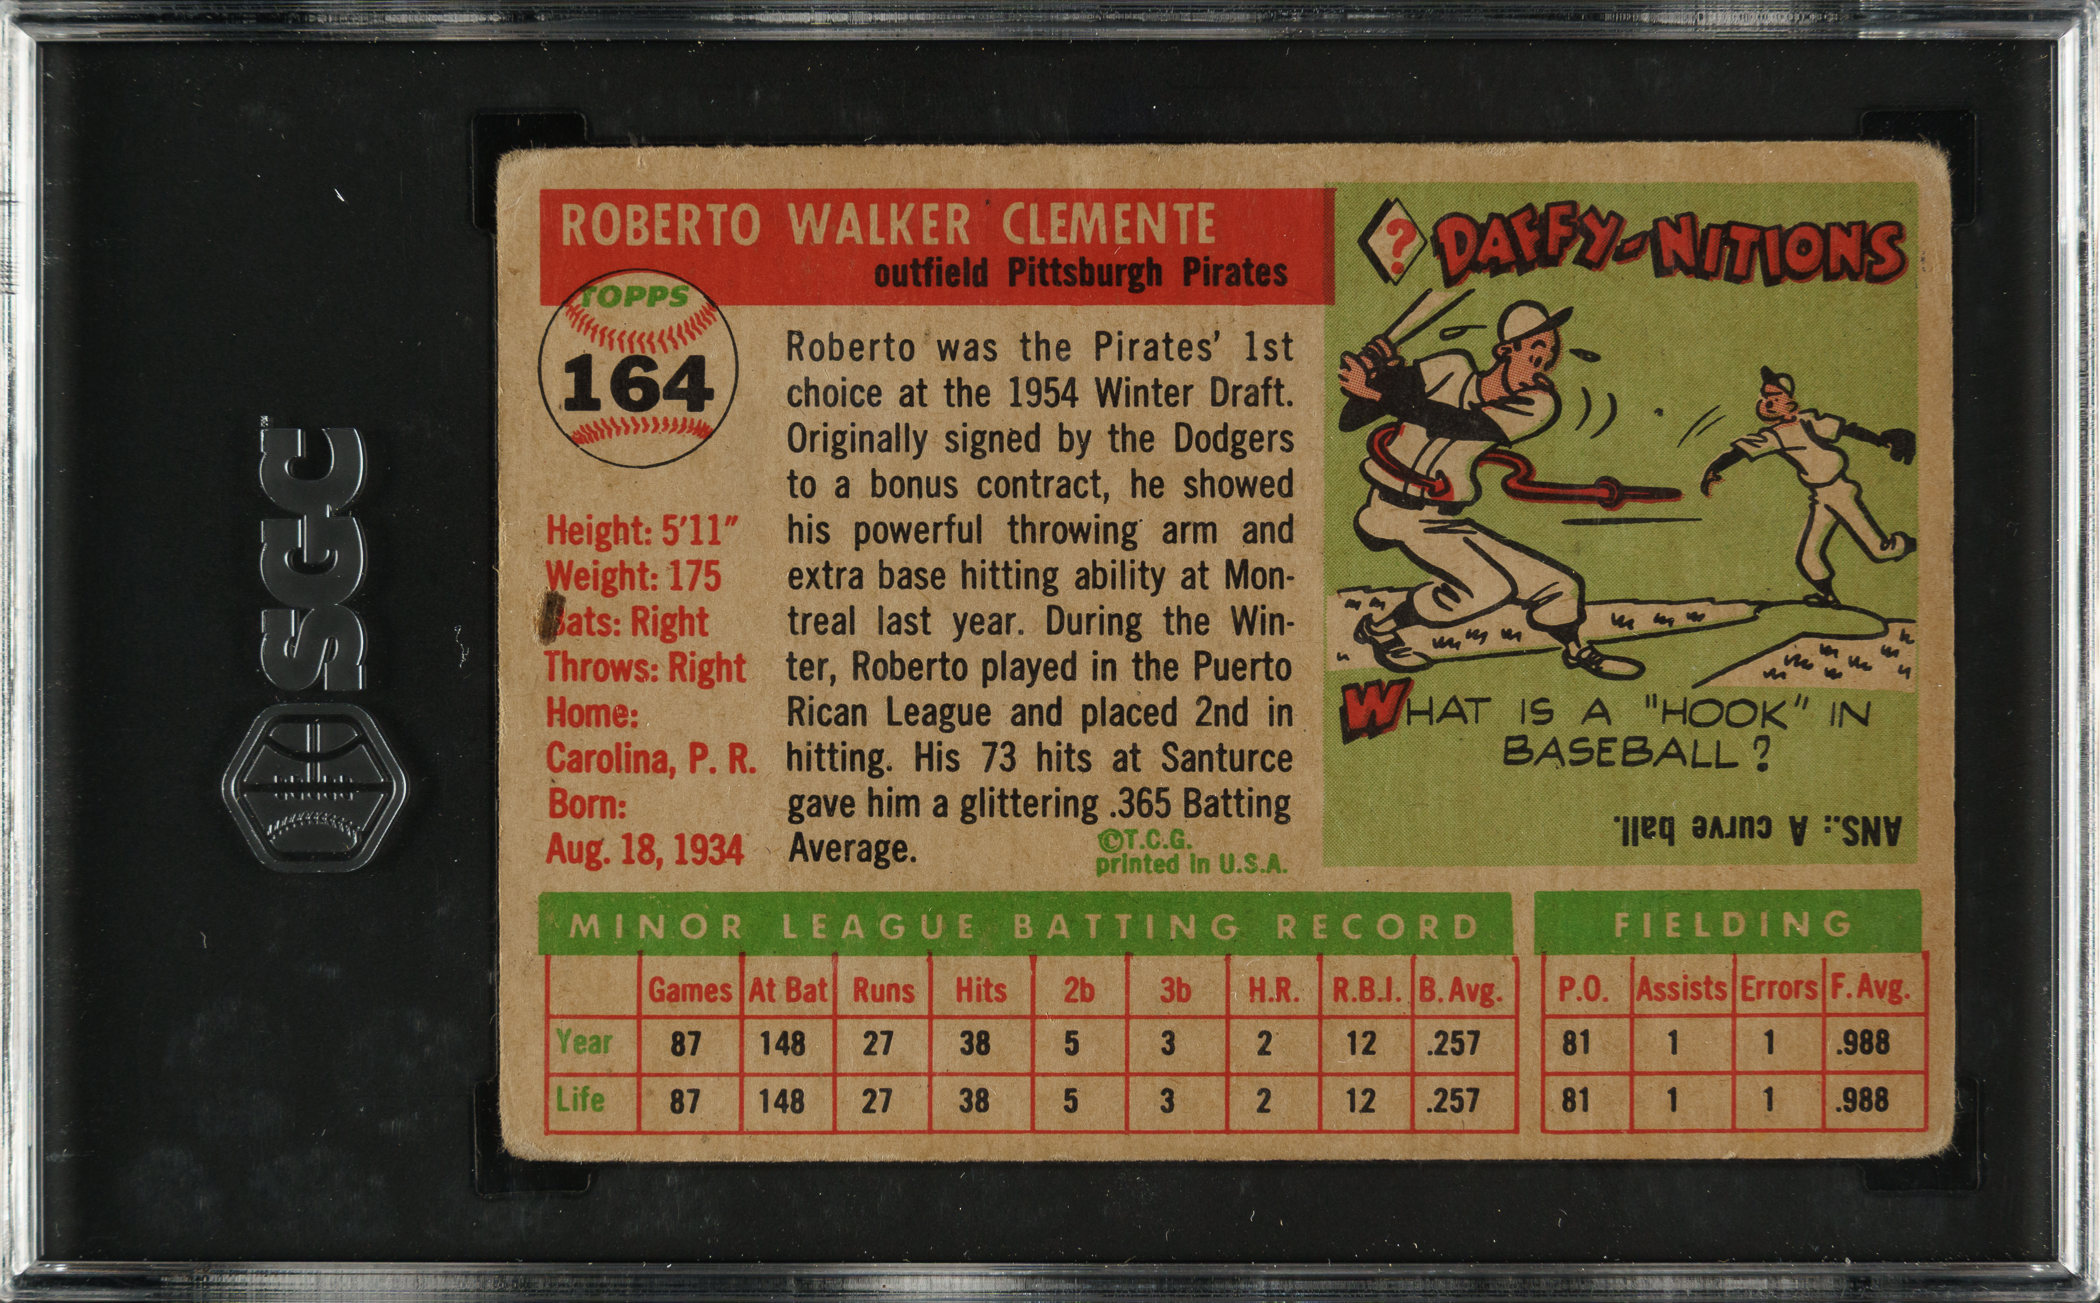 SGC
ROBERTO WALKER CLEMENTE
outfield Pittsburgh Pirates
TOPPS
164
Height: 5'11"
Weight: 175
Bats: Right
Throws: Right
Home:
Carolina, P. R.
Born:
Aug. 18, 1934
Roberto was the Pirates' 1st
choice at the 1954 Winter Draft.
Originally signed by the Dodgers
to a bonus contract, he showed
his powerful throwing arm and
extra base hitting ability at Mon-
treal last year. During the Win-
ter, Roberto played in the Puerto
Rican League and placed 2nd in
hitting. His 73 hits at Santurce
gave him a glittering .365 Batting
Average.
©T.C.G.
printed in U.S.A.
? DAFFY-NITIONS
WHAT IS A "HOOK" IN
BASEBALL?
ANS.: A curve ball.
MINOR LEAGUE BATTING RECORD
Games At Bat Runs Hits 2b 3b H.R. R.B.I. B. Avg.
Year 87 148 27 38 5 3 2 12 .257
Life 87 148 27 38 5 3 2 12 .257
FIELDING
P.O. Assists Errors F. Avg.
81 1 1 .988
81 1 1 .988